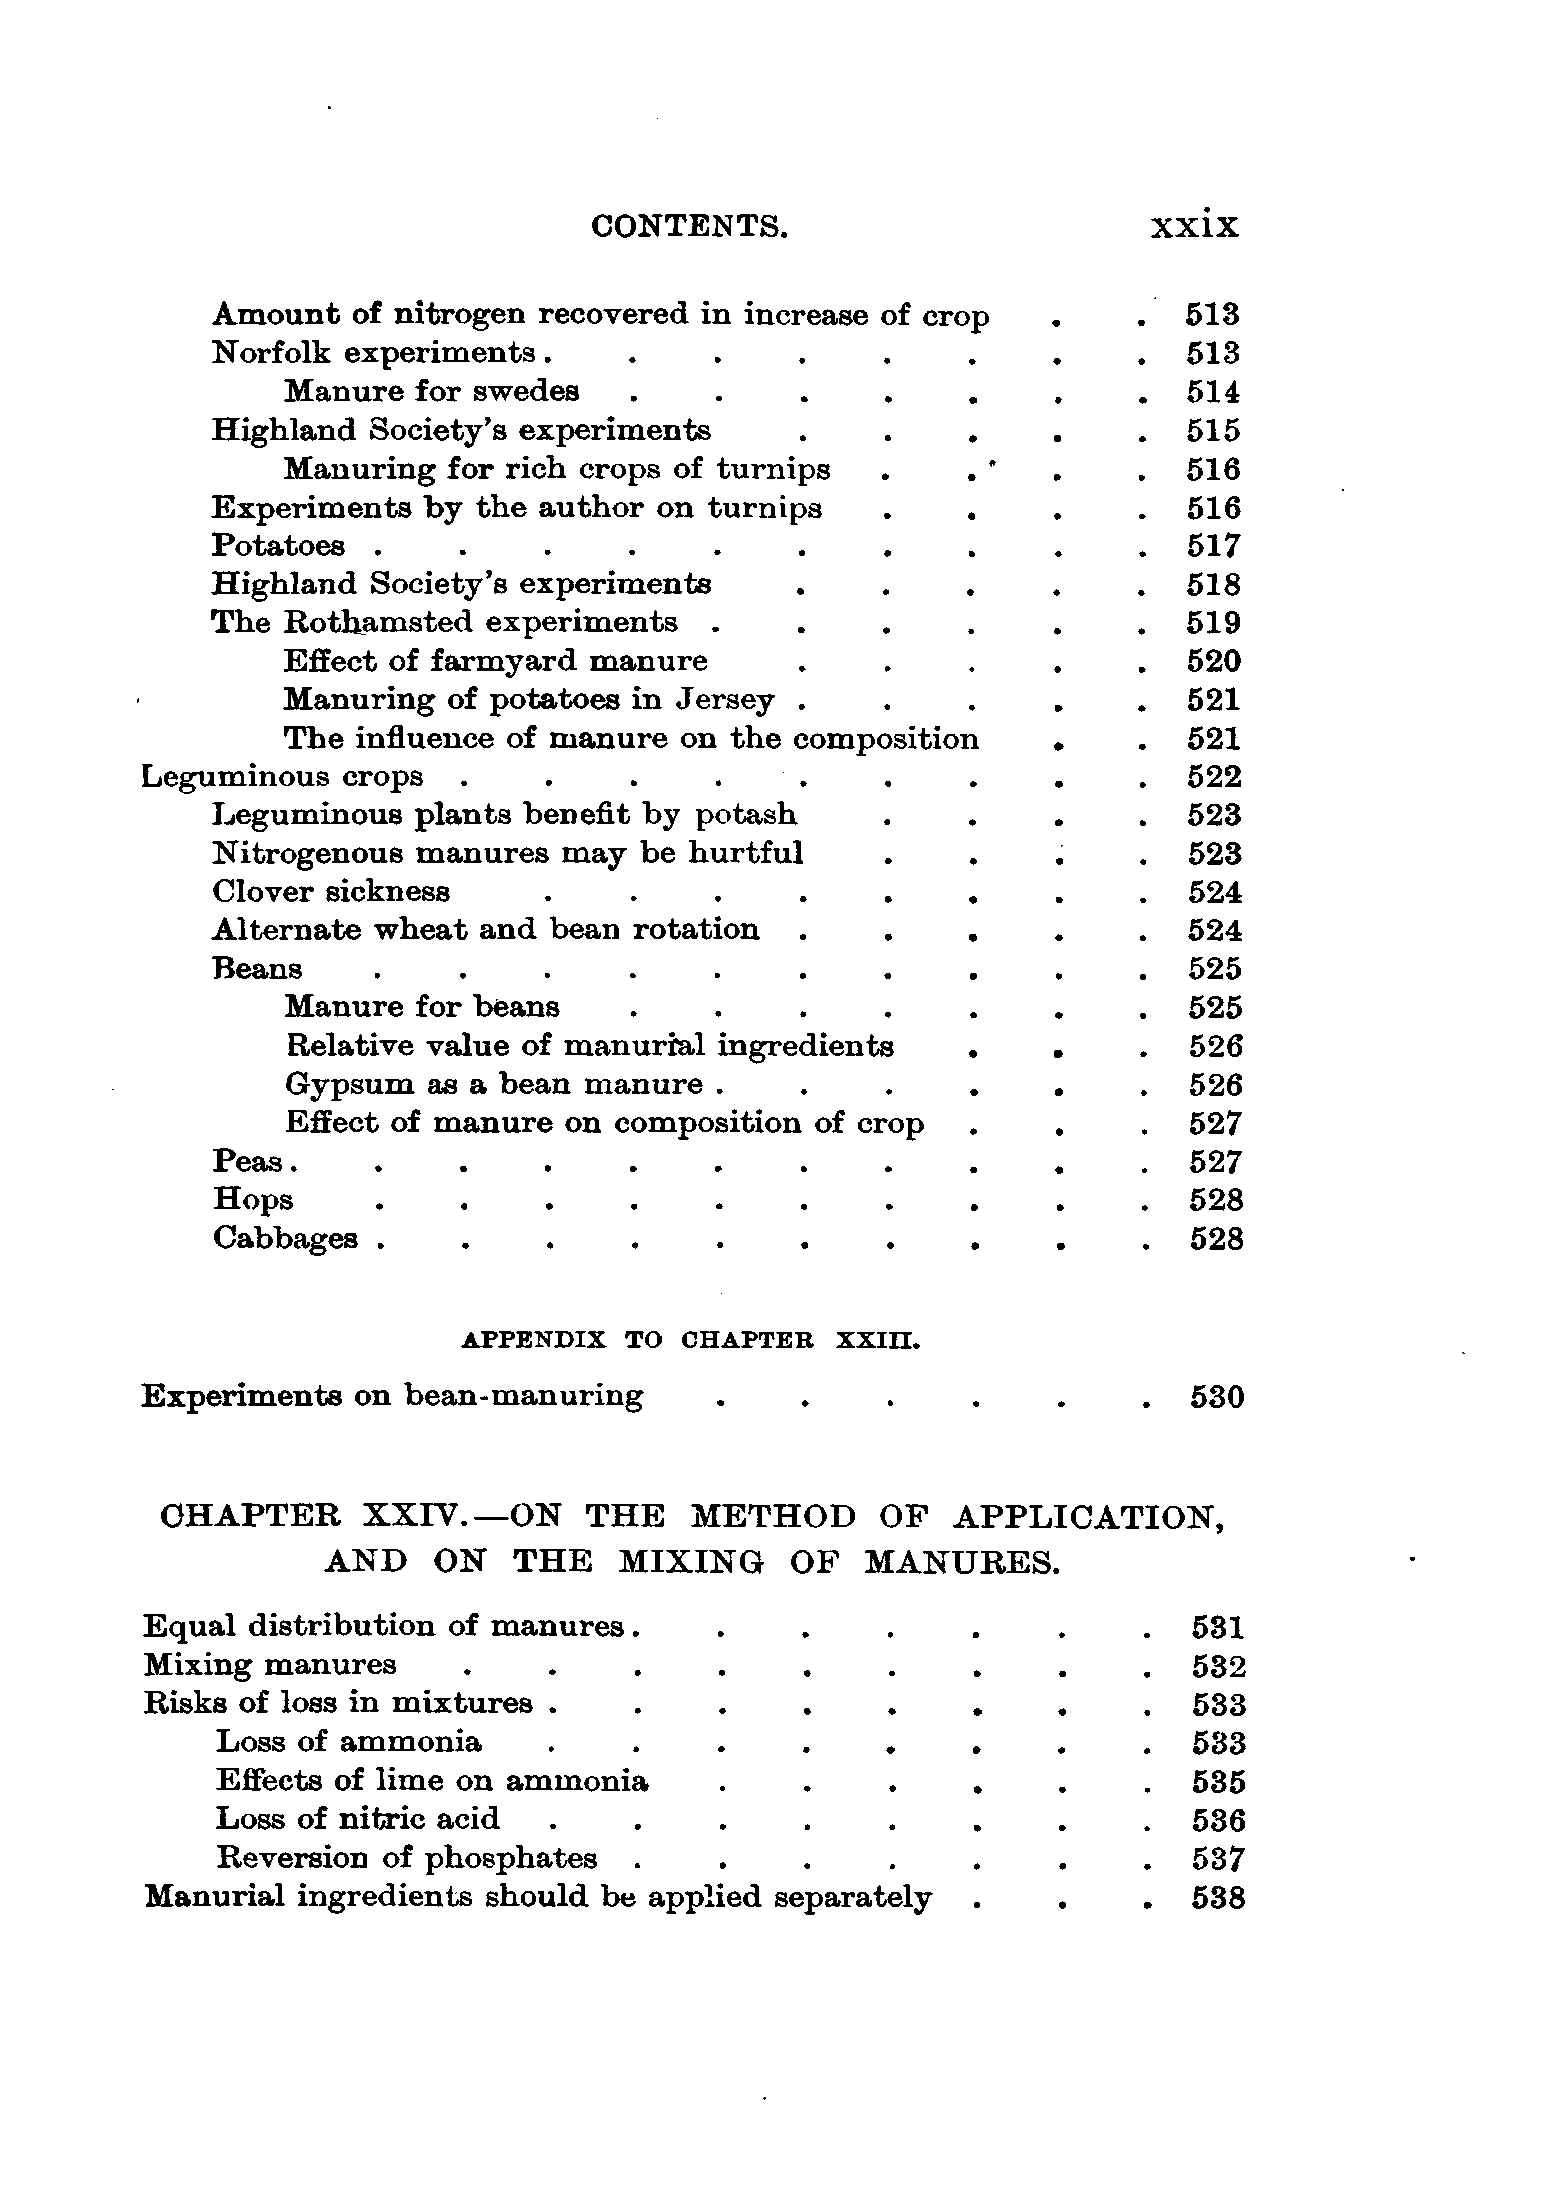 CONTENTS. xxix
Amount of nitrogen recovered in increase of crop . . 513
Norfolk experiments . . . . . . . . 513
Manure for swedes . . . . . . . 514
Highland Society's experiments . . . . . 515
Manuring for rich crops of turnips . . . . 516
Experiments by the author on turnips . . . . 516
Potatoes . . . . . . . . . . 517
Highland Society's experiments . . . . . 518
The Rothamsted experiments . . . . . . 519
Effect of farmyard manure . . . . . 520
Manuring of potatoes in Jersey . . . . . 521
The influence of manure on the composition . . 521
Leguminous crops . . . . . . . . . 522
Leguminous plants benefit by potash . . . . 523
Nitrogenous manures may be hurtful . . . . 523
Clover sickness . . . . . . . . 524
Alternate wheat and bean rotation . . . . . 524
Beans . . . . . . . . . . 525
Manure for beans . . . . . . . 525
Relative value of manurial ingredients . . . 526
Gypsum as a bean manure . . . . . . 526
Effect of manure on composition of crop . . . 527
Peas . . . . . . . . . . . 527
Hops . . . . . . . . . . 528
Cabbages . . . . . . . . . . 528
APPENDIX TO CHAPTER XXIII.
Experiments on bean-manuring . . . . . . 530
CHAPTER XXIV.—ON THE METHOD OF APPLICATION,
AND ON THE MIXING OF MANURES.
Equal distribution of manures . . . . . . . 531
Mixing manures . . . . . . . . . 532
Risks of loss in mixtures . . . . . . . . 533
Loss of ammonia . . . . . . . . 533
Effects of lime on ammonia . . . . . . 535
Loss of nitric acid . . . . . . . . 536
Reversion of phosphates . . . . . . . 537
Manurial ingredients should be applied separately . . . 538